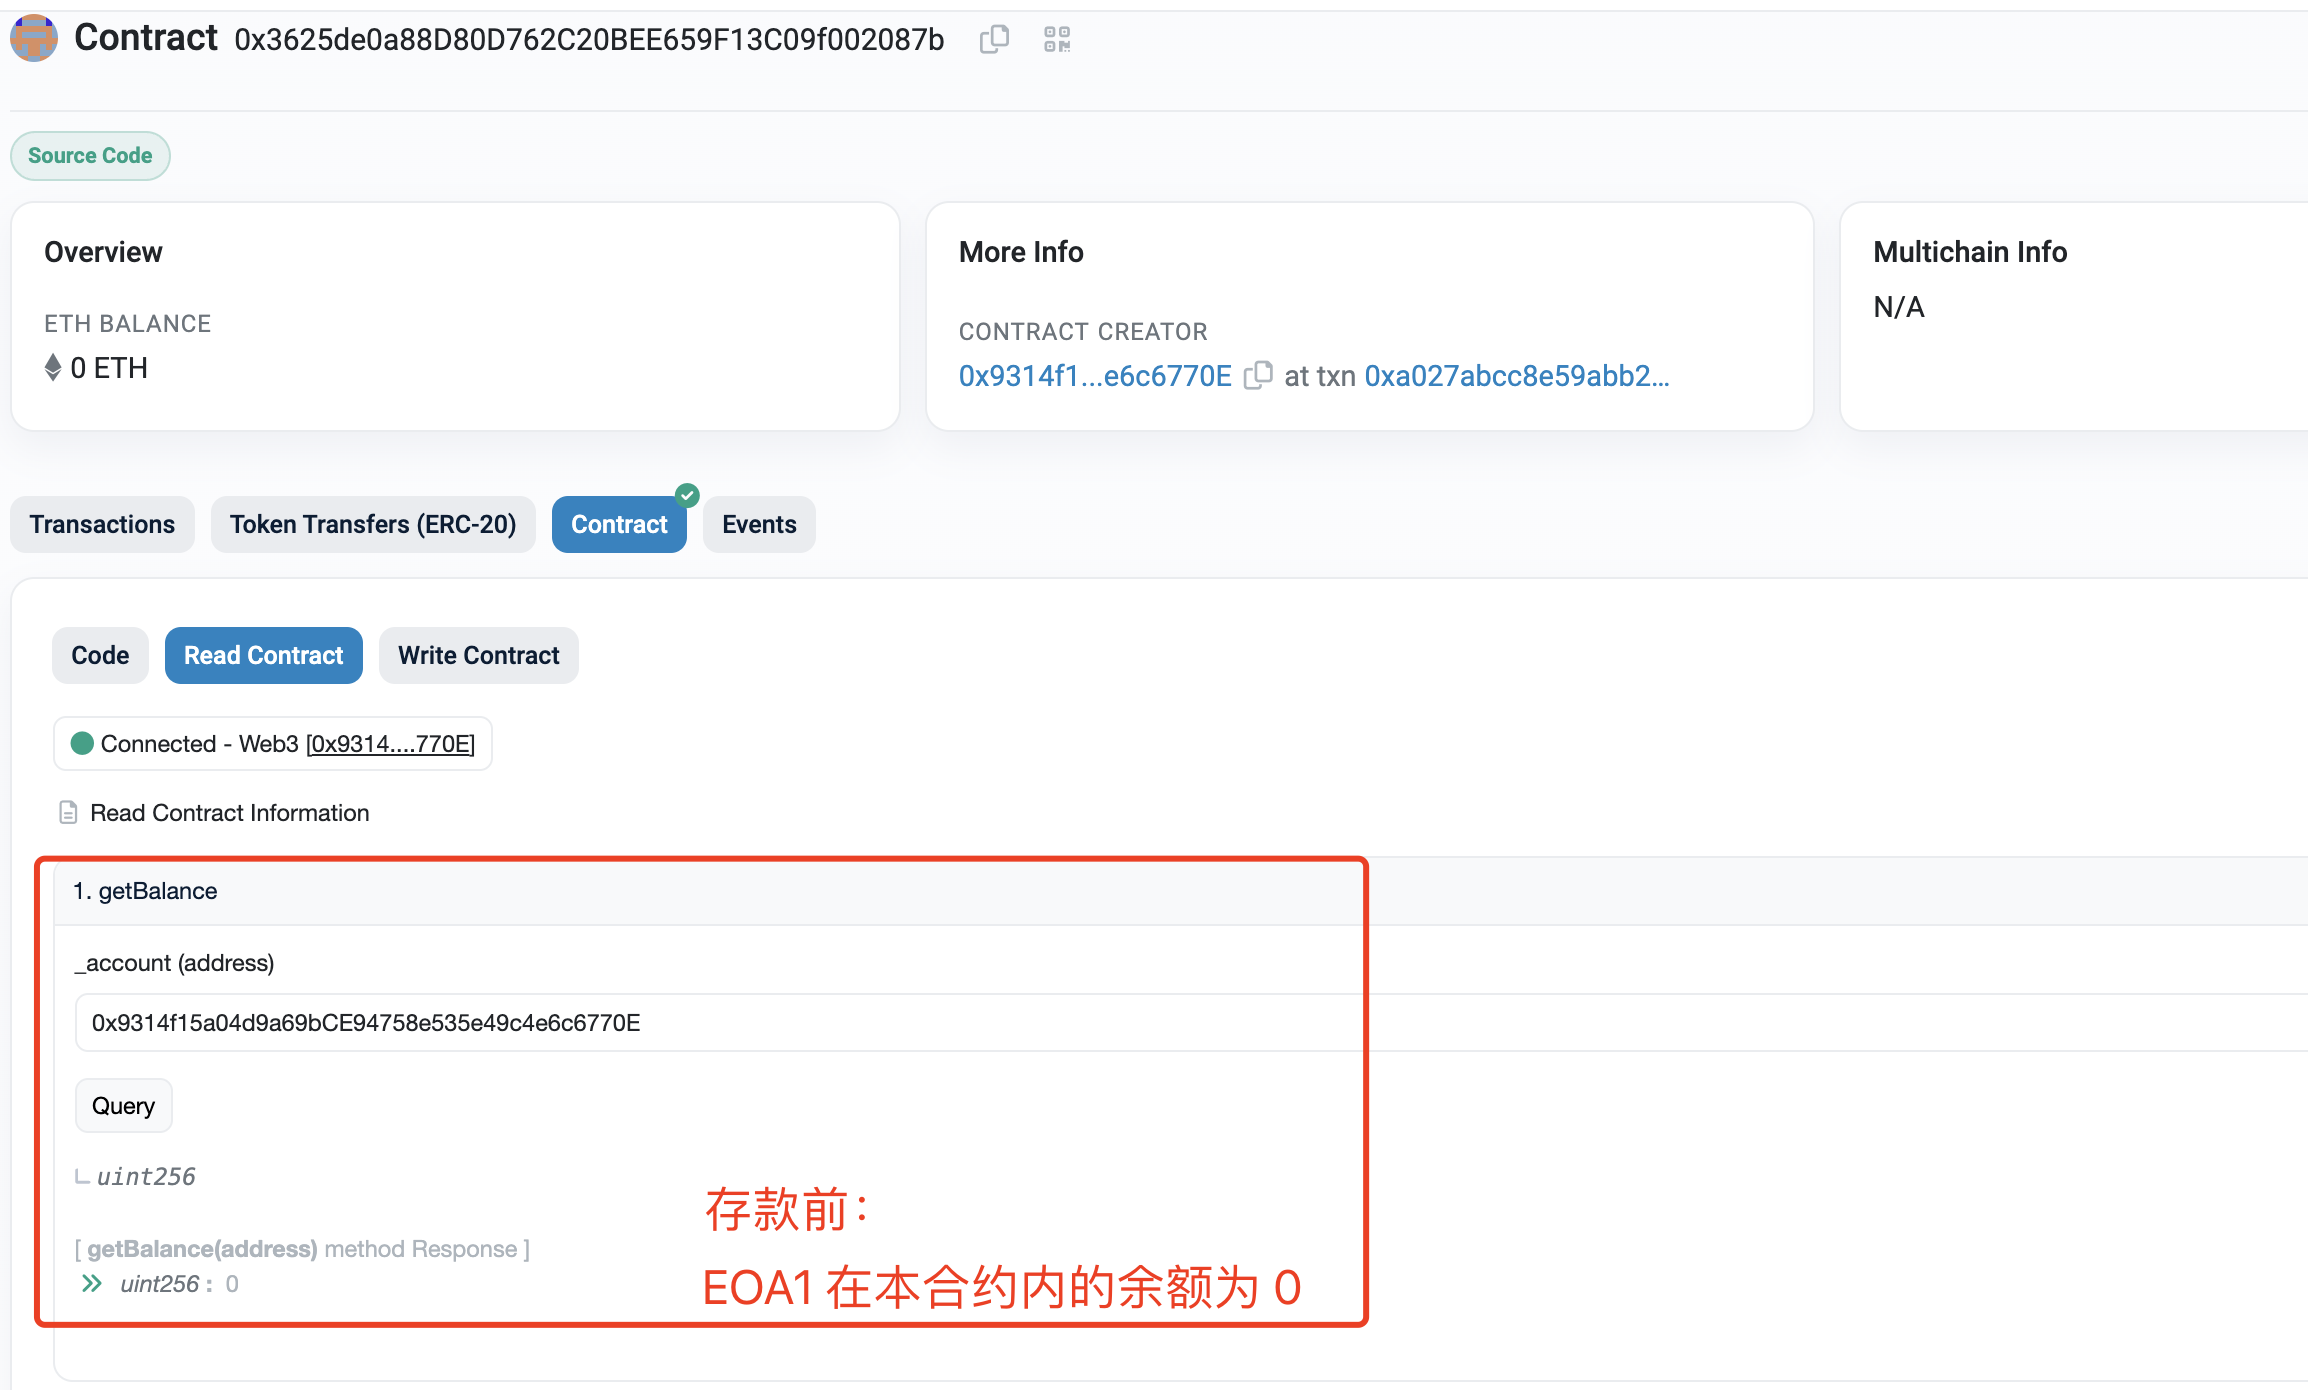 Contract 0x3625de0a88D80D762C20BEE659F13C09f002087b
Source Code
Overview
ETH BALANCE
0 ETH
More Info
CONTRACT CREATOR
0x9314f1...e6c6770E at txn 0xa027abcc8e59abb2...
Multichain Info
N/A
Transactions Token Transfers (ERC-20) Contract Events
Code Read Contract Write Contract
Connected - Web3 [0x9314....770E]
Read Contract Information
1. getBalance
_account (address)
0x9314f15a04d9a69bCE94758e535e49c4e6c6770E
Query
uint256
[ getBalance(address) method Response ]
uint256 : 0
存款前：
EOA1 在本合约内的余额为 0